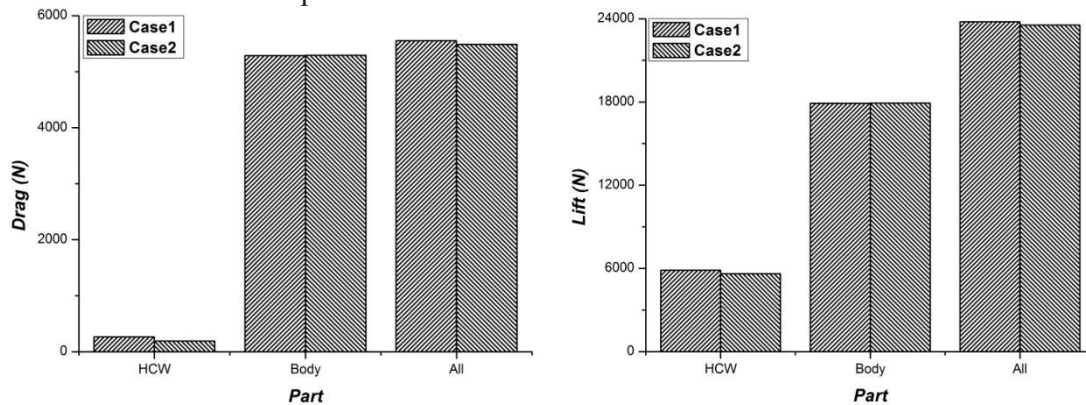 6000
4000
2000
0
Drag (N)
Case1
Case2
HCW
Body
All
Part
24000
18000
12000
6000
0
Lift (N)
Case1
Case2
HCW
Body
All
Part